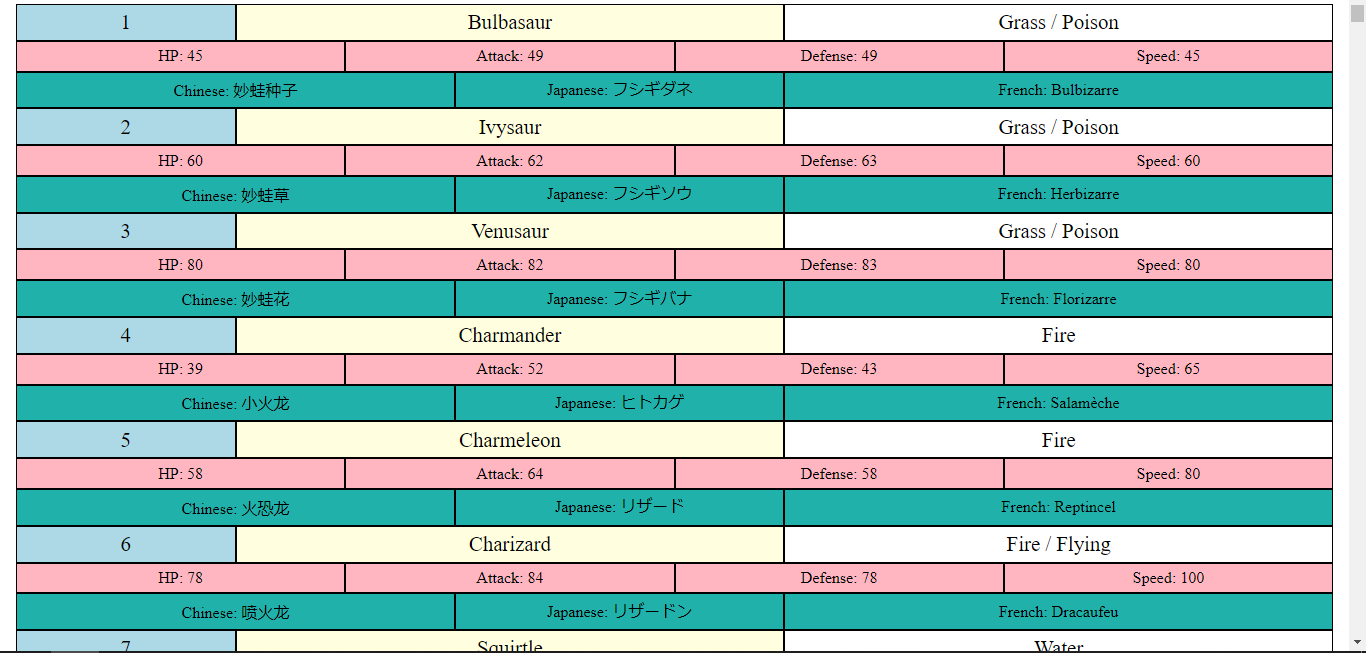 1 Bulbasaur Grass / Poison
HP: 45 Attack: 49 Defense: 49 Speed: 45
Chinese: 妙蛙种子 Japanese: フシギダネ French: Bulbizarre
2 Ivysaur Grass / Poison
HP: 60 Attack: 62 Defense: 63 Speed: 60
Chinese: 妙蛙草 Japanese: フシギソウ French: Herbizarre
3 Venusaur Grass / Poison
HP: 80 Attack: 82 Defense: 83 Speed: 80
Chinese: 妙蛙花 Japanese: フシギバナ French: Florizarre
4 Charmander Fire
HP: 39 Attack: 52 Defense: 43 Speed: 65
Chinese: 小火龙 Japanese: ヒトカゲ French: Salamèche
5 Charmeleon Fire
HP: 58 Attack: 64 Defense: 58 Speed: 80
Chinese: 火恐龙 Japanese: リザード French: Reptincel
6 Charizard Fire / Flying
HP: 78 Attack: 84 Defense: 78 Speed: 100
Chinese: 喷火龙 Japanese: リザードン French: Dracaufeu
7 Squirtle Water